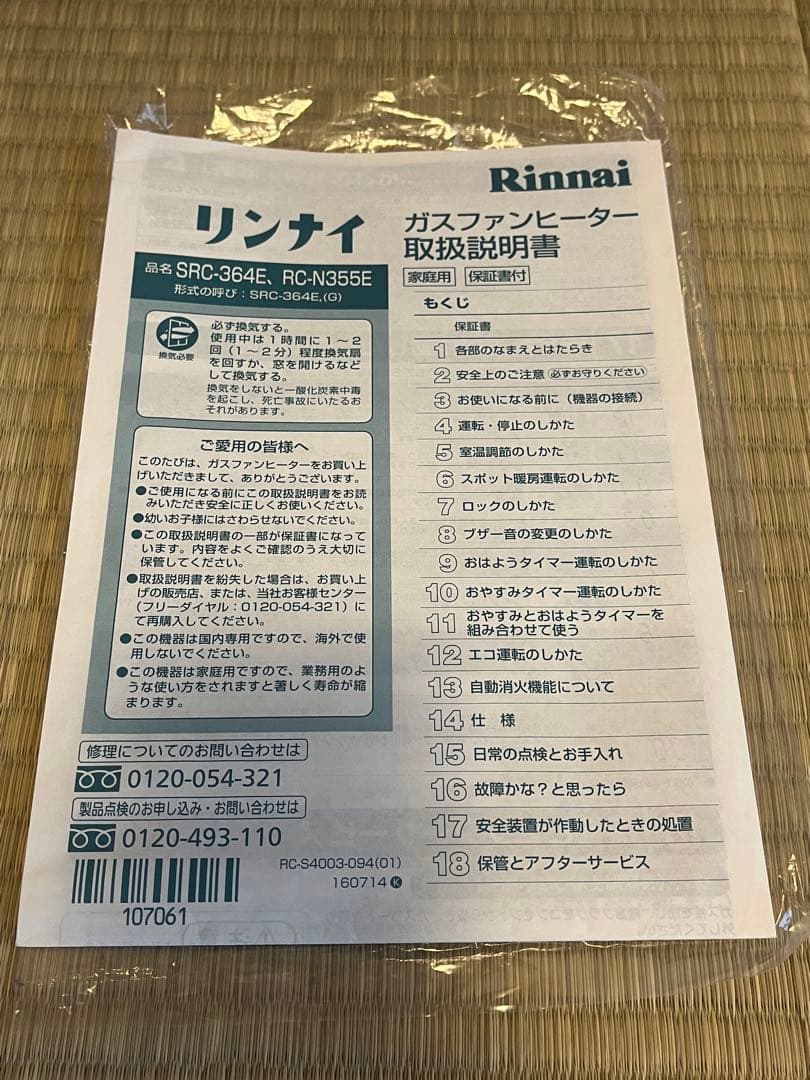 Rinnai
リンナイ
ガスファンヒーター
取扱説明書
家庭用 保証書付
品名 SRC-364E、RC-N355E
形式の呼び：SRC-364E,(G)
換気必要
必ず換気する。
使用中は1時間に1～2
回（1～2分）程度換気扇
を回すか、窓を開けるなど
して換気する。
換気をしないと一酸化炭素中毒
を起こし、死亡事故にいたるお
それがあります。
ご愛用の皆様へ
このたびは、ガスファンヒーターをお買い上
げいただきまして、ありがとうございます。
●ご使用になる前にこの取扱説明書をお読
みいただき安全に正しくお使いください。
●幼いお子様にはさわらせないでください。
●この取扱説明書の一部が保証書になって
います。内容をよくご確認のうえ大切に
保管してください。
●取扱説明書を紛失した場合は、お買い上
げの販売店、または、当社お客様センター
（フリーダイヤル：0120-054-321）に
て再購入してください。
●この機器は国内専用ですので、海外で使
用しないでください。
●この機器は家庭用ですので、業務用のよ
うな使い方をされますと著しく寿命が縮
まります。
修理についてのお問い合わせは
0120-054-321
製品点検のお申し込み・お問い合わせは
0120-493-110
107061
RC-S4003-094(01)
160714 K
もくじ
保証書
1 各部のなまえとはたらき
2 安全上のご注意 必ずお守りください
3 お使いになる前に（機器の接続）
4 運転・停止のしかた
5 室温調節のしかた
6 スポット暖房運転のしかた
7 ロックのしかた
8 ブザー音の変更のしかた
9 おはようタイマー運転のしかた
10 おやすみタイマー運転のしかた
11 おやすみとおはようタイマーを
組み合わせて使う
12 エコ運転のしかた
13 自動消火機能について
14 仕 様
15 日常の点検とお手入れ
16 故障かな？と思ったら
17 安全装置が作動したときの処置
18 保管とアフターサービス